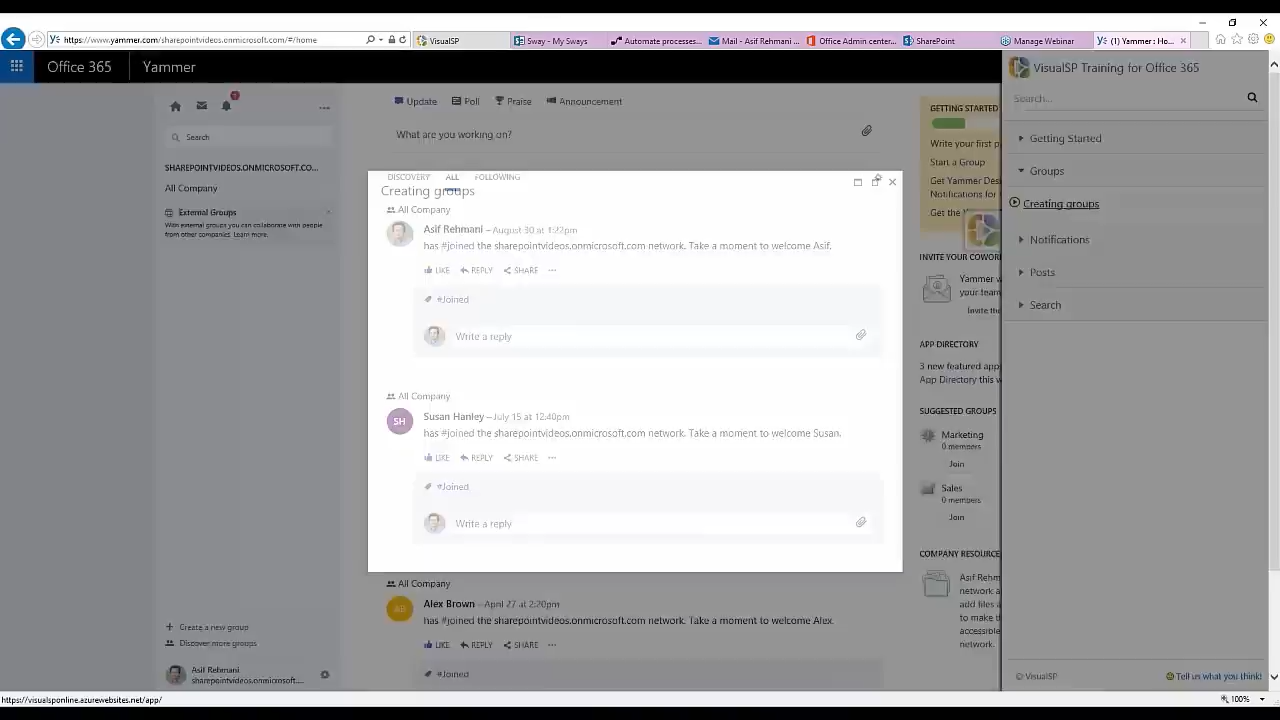 https://www.yammer.com/sharepointvideos.onmicrosoft.com/#/home
VisualSP
Sway - My Sways
Automate processes...
Mail - Asif Rehmani ...
Office Admin center...
SharePoint
Manage Webinar
(1) Yammer : Ho...
Office 365
Yammer
Search
SHAREPOINTVIDEOS.ONMICROSOFT.CO...
All Company
External Groups
With external groups you can collaborate with people
from other companies. Learn more.
Create a new group
Discover more groups
Asif Rehmani
sharepointvideos.onmicrosoft....
Update
Poll
Praise
Announcement
What are you working on?
DISCOVERY
ALL
FOLLOWING
Creating groups
All Company
Asif Rehmani – August 30 at 1:22pm
has #joined the sharepointvideos.onmicrosoft.com network. Take a moment to welcome Asif.
LIKE
REPLY
SHARE
#Joined
Write a reply
All Company
SH
Susan Hanley – July 15 at 12:40pm
has #joined the sharepointvideos.onmicrosoft.com network. Take a moment to welcome Susan.
LIKE
REPLY
SHARE
#Joined
Write a reply
All Company
AB
Alex Brown – April 27 at 2:20pm
has #joined the sharepointvideos.onmicrosoft.com network. Take a moment to welcome Alex.
LIKE
REPLY
SHARE
#Joined
GETTING STARTED
Write your first p
Start a Group
Get Yammer Des
Notifications for
Get the
INVITE YOUR COWOR
Yammer w
your team
Invite the
APP DIRECTORY
3 new featured app
App Directory this w
SUGGESTED GROUPS
Marketing
0 members
Join
Sales
0 members
Join
COMPANY RESOURCE
Asif Rehm
network a
add files a
to make th
accessible
network.
VisualSP Training for Office 365
Search...
Getting Started
Groups
Creating groups
Notifications
Posts
Search
© VisualSP
Tell us what you think!
https://visualsponline.azurewebsites.net/app/
100%